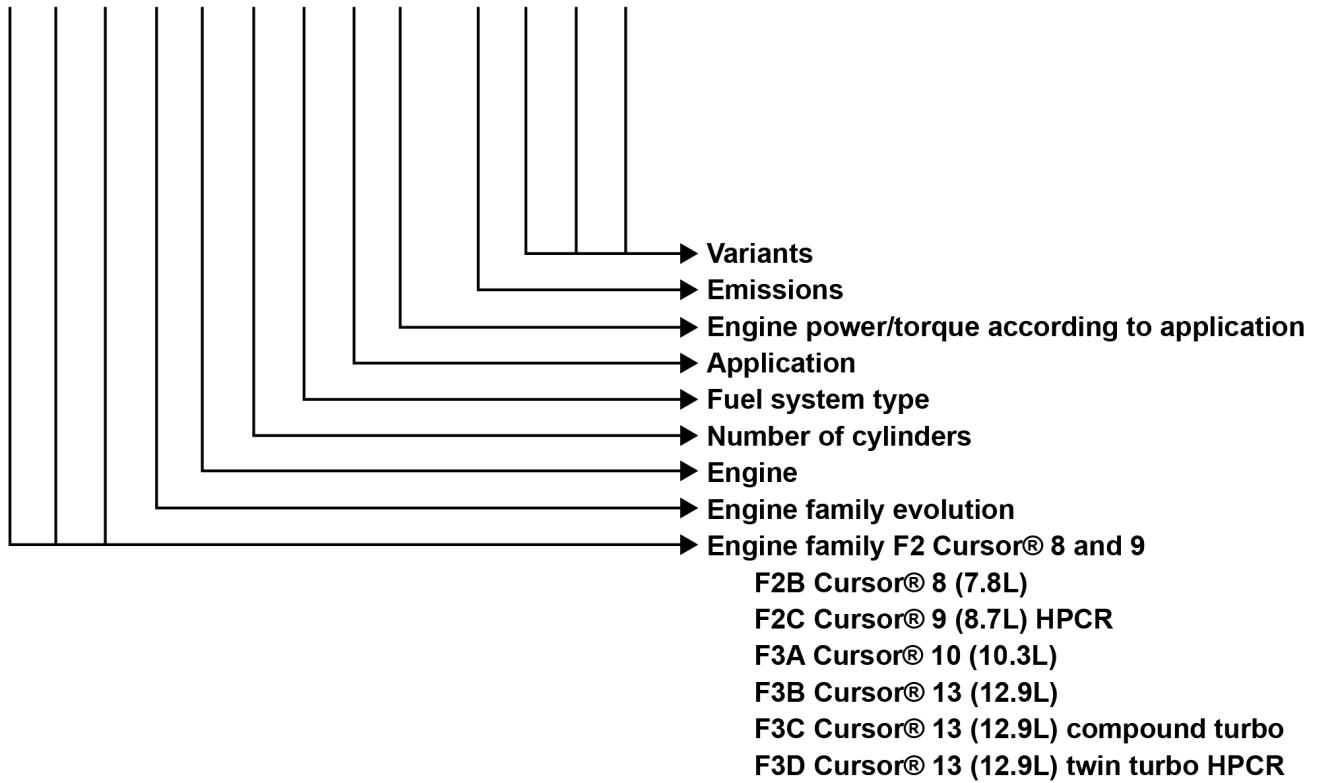 Variants
Emissions
Engine power/torque according to application
Application
Fuel system type
Number of cylinders
Engine
Engine family evolution
Engine family F2 Cursor® 8 and 9
F2B Cursor® 8 (7.8L)
F2C Cursor® 9 (8.7L) HPCR
F3A Cursor® 10 (10.3L)
F3B Cursor® 13 (12.9L)
F3C Cursor® 13 (12.9L) compound turbo
F3D Cursor® 13 (12.9L) twin turbo HPCR